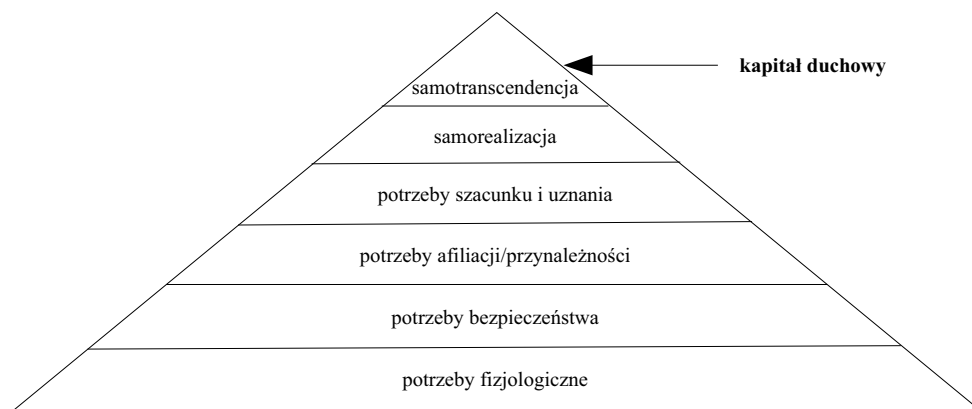 kapitał duchowy
samotranscendencja
samorealizacja
potrzeby szacunku i uznania
potrzeby afiliacji/przynależności
potrzeby bezpieczeństwa
potrzeby fizjologiczne